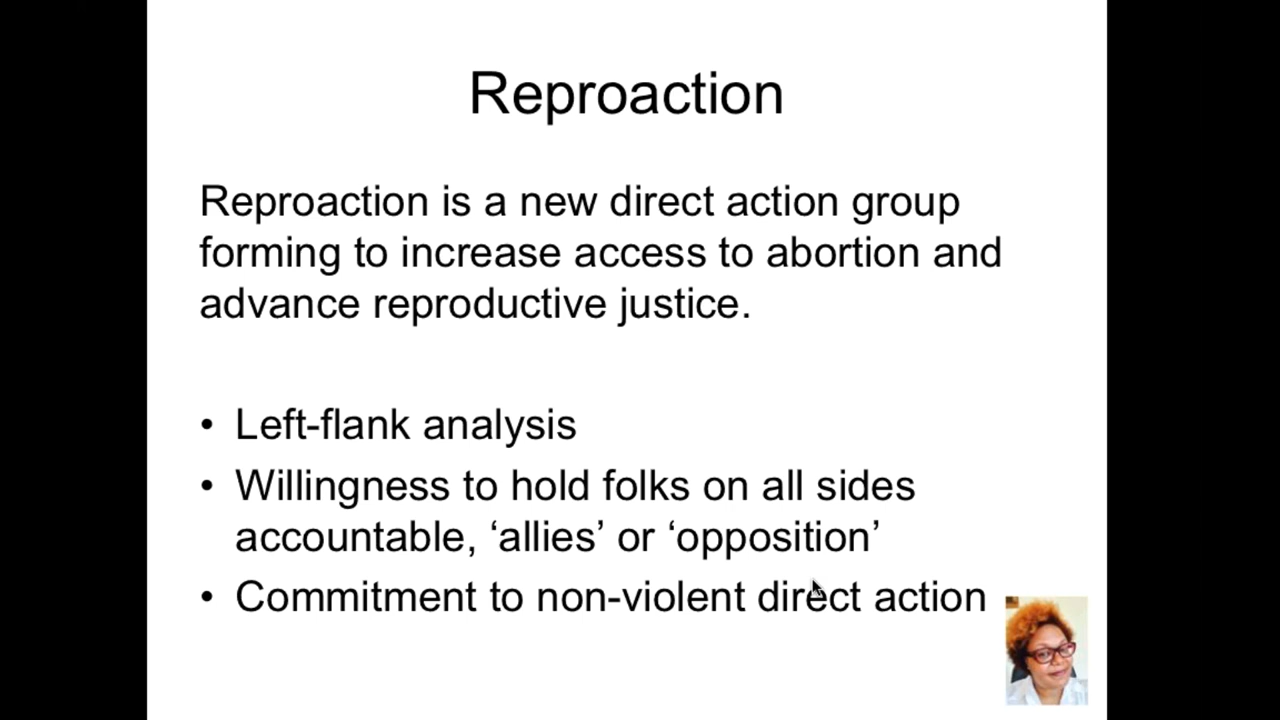 Reproaction
Reproaction is a new direct action group
forming to increase access to abortion and
advance reproductive justice.
• Left-flank analysis
• Willingness to hold folks on all sides
accountable, ‘allies’ or ‘opposition’
• Commitment to non-violent direct action